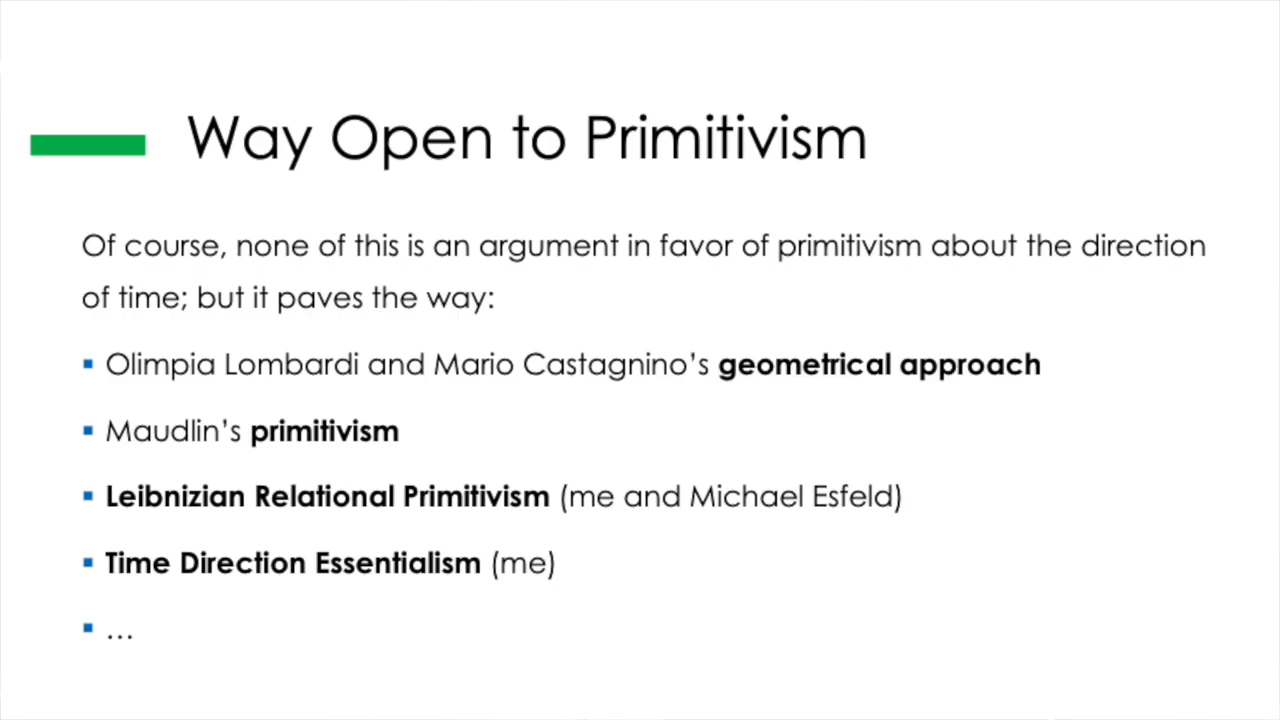 Way Open to Primitivism
Of course, none of this is an argument in favor of primitivism about the direction
of time; but it paves the way:
▪ Olimpia Lombardi and Mario Castagnino’s geometrical approach
▪ Maudlin’s primitivism
▪ Leibnizian Relational Primitivism (me and Michael Esfeld)
▪ Time Direction Essentialism (me)
▪ …